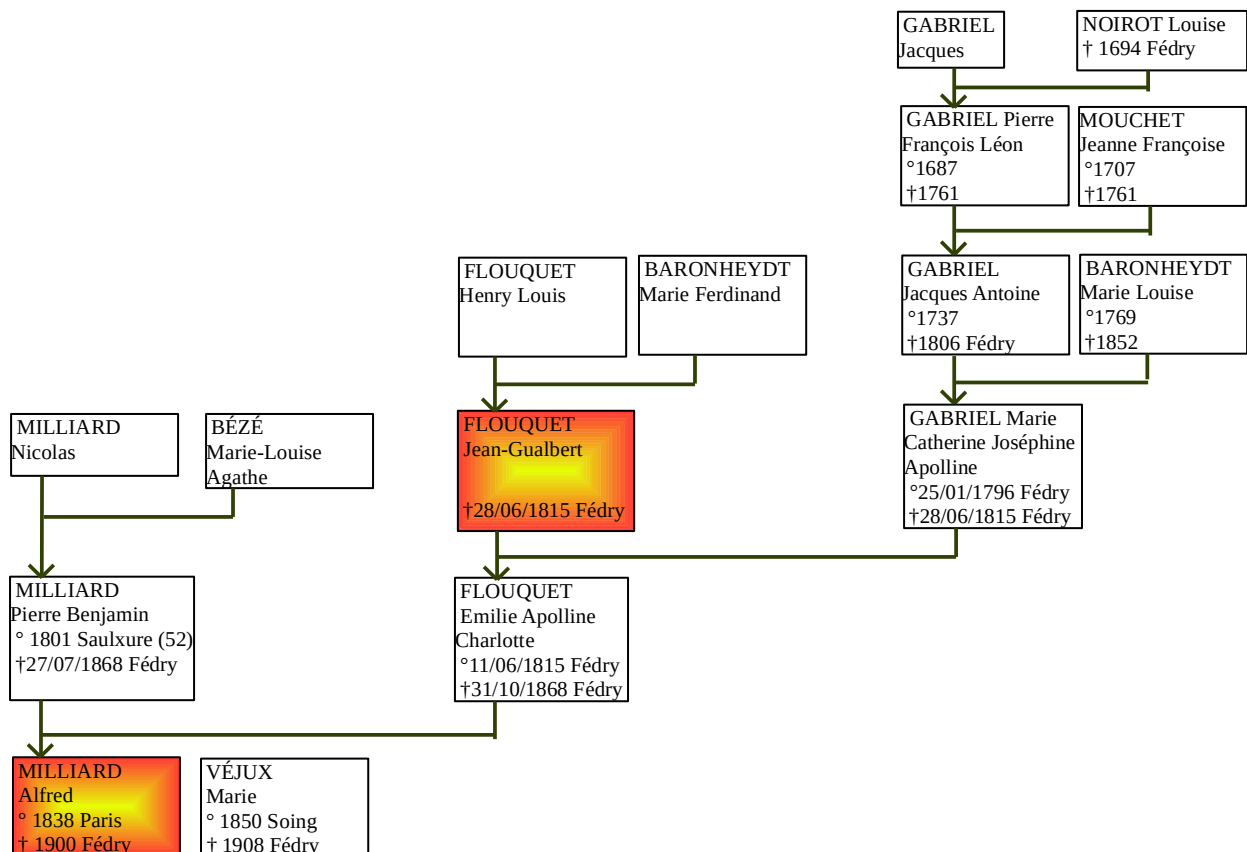 GABRIEL
Jacques
NOIROT Louise
† 1694 Fédry
GABRIEL Pierre
François Léon
°1687
†1761
MOUCHET
Jeanne Françoise
°1707
†1761
FLOUQUET
Henry Louis
BARONHEYDT
Marie Ferdinand
GABRIEL
Jacques Antoine
°1737
†1806 Fédry
BARONHEYDT
Marie Louise
°1769
†1852
MILLIARD
Nicolas
BÉZÉ
Marie-Louise
Agathe
FLOUQUET
Jean-Gualbert
†28/06/1815 Fédry
GABRIEL Marie
Catherine Joséphine
Apolline
°25/01/1796 Fédry
†28/06/1815 Fédry
MILLIARD
Pierre Benjamin
° 1801 Saulxure (52)
†27/07/1868 Fédry
FLOUQUET
Emilie Apolline
Charlotte
°11/06/1815 Fédry
†31/10/1868 Fédry
MILLIARD
Alfred
° 1838 Paris
† 1900 Fédry
VÉJUX
Marie
° 1850 Soing
† 1908 Fédry